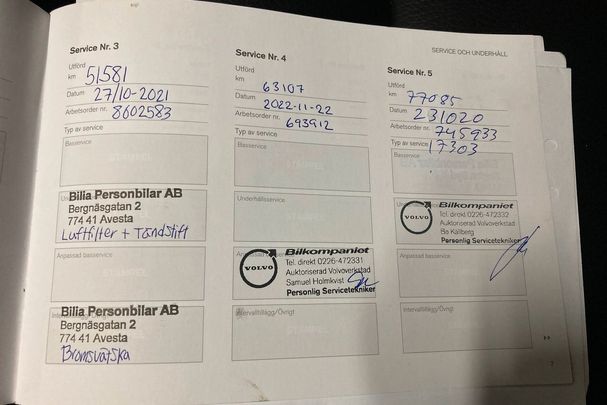 SERVICE OCH UNDERHÅLL
Service Nr. 3
Utförd
km 51581
Datum 27/10-2021
Arbetsorder nr. 8602583
Typ av service
Basservice
Bilia Personbilar AB
Bergnäsgatan 2
774 41 Avesta
Luftfilter + Tändstift
Anpassad basservice
Bilia Personbilar AB
Bergnäsgatan 2
774 41 Avesta
Bromsvätska
Service Nr. 4
Utförd
km 63107
Datum 2022-11-22
Arbetsorder nr. 693912
Typ av service
Basservice
Underhållsservice
VOLVO
Bilkompaniet
Tel. direkt 0226-472331
Auktoriserad Volvoverkstad
Samuel Holmkvist
Personlig Servicetekniker
Intervalltillägg/Övrigt
Service Nr. 5
Utförd
km 77085
Datum 231020
Arbetsorder nr. 745933
Typ av service 17303
Basservice
VOLVO
Bilkompaniet
Tel. direkt 0226-472332
Auktoriserad Volvoverkstad
Bo Källberg
Personlig Servicetekniker
Anpassad basservice
Intervalltillägg/Övrigt
>>
7